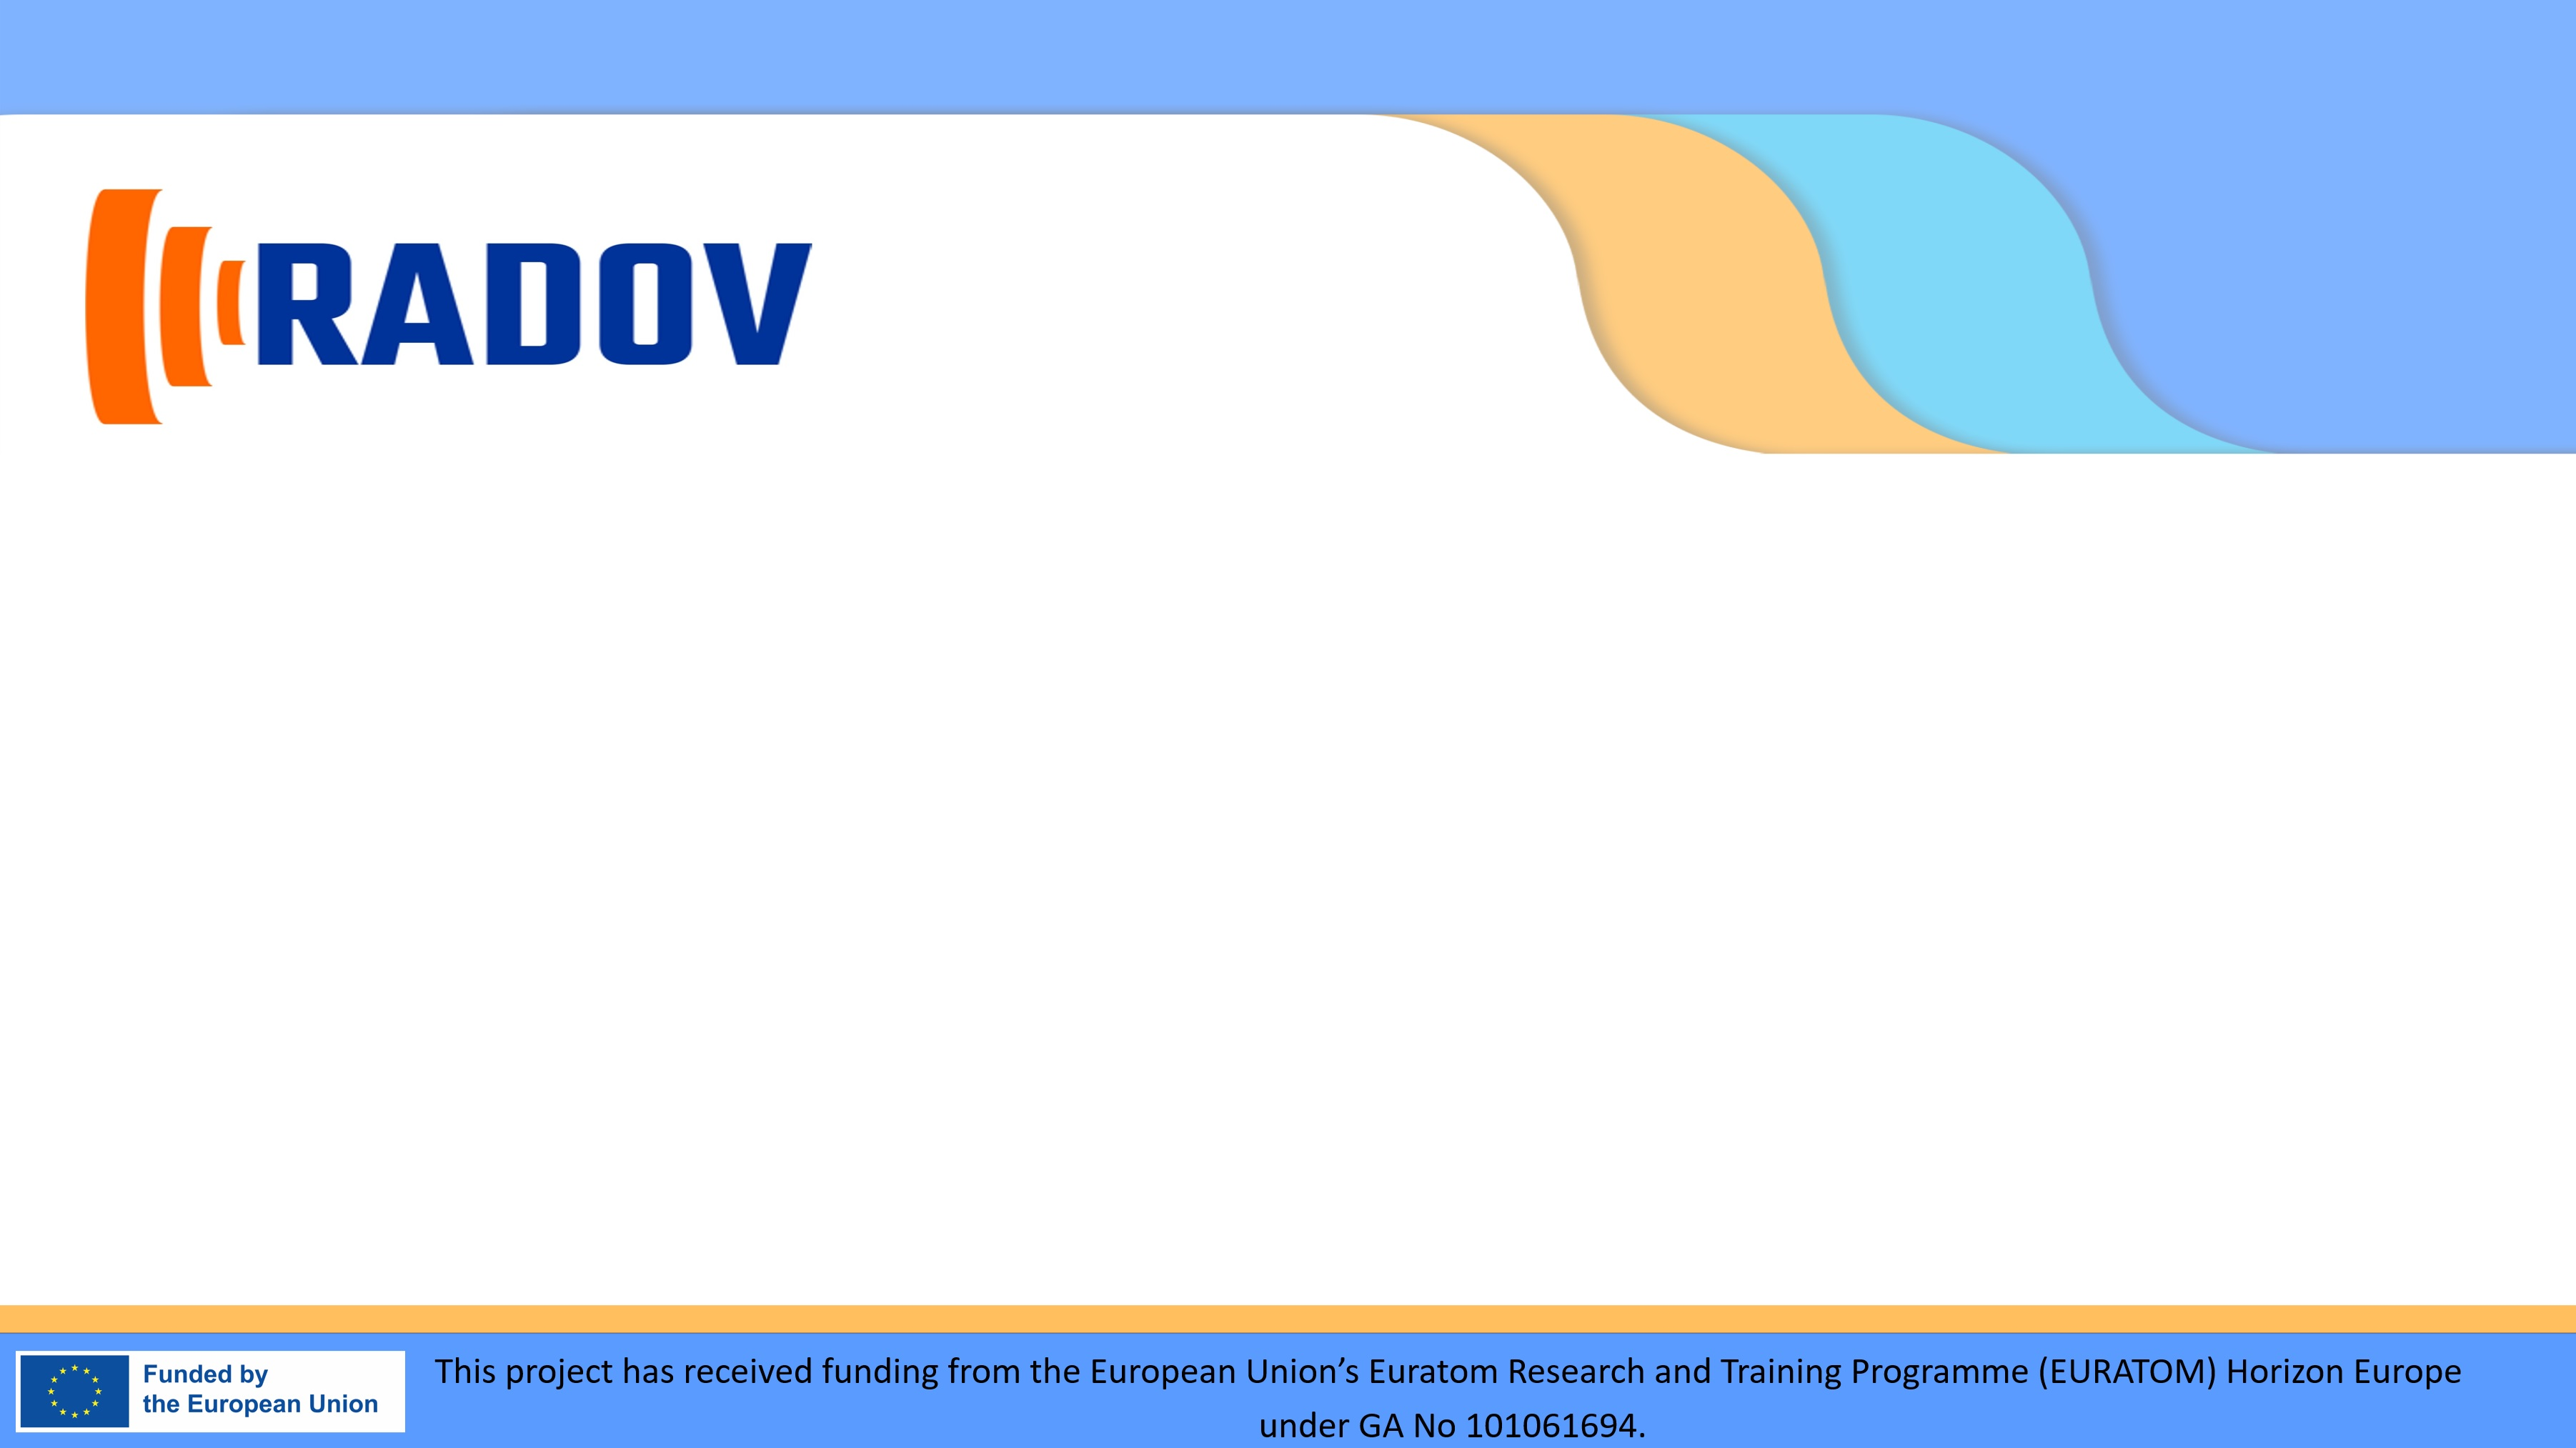 RADOV
Funded by
the European Union
This project has received funding from the European Union’s Euratom Research and Training Programme (EURATOM) Horizon Europe
under GA No 101061694.